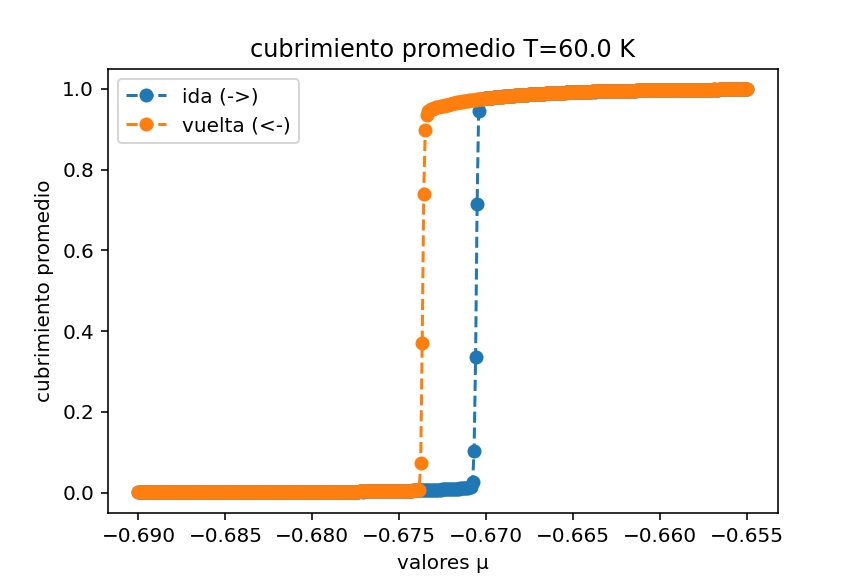 cubrimiento promedio T=60.0 K
ida (->)
vuelta (<-)
cubrimiento promedio
1.0
0.8
0.6
0.4
0.2
0.0
−0.690 −0.685 −0.680 −0.675 −0.670 −0.665 −0.660 −0.655
valores μ